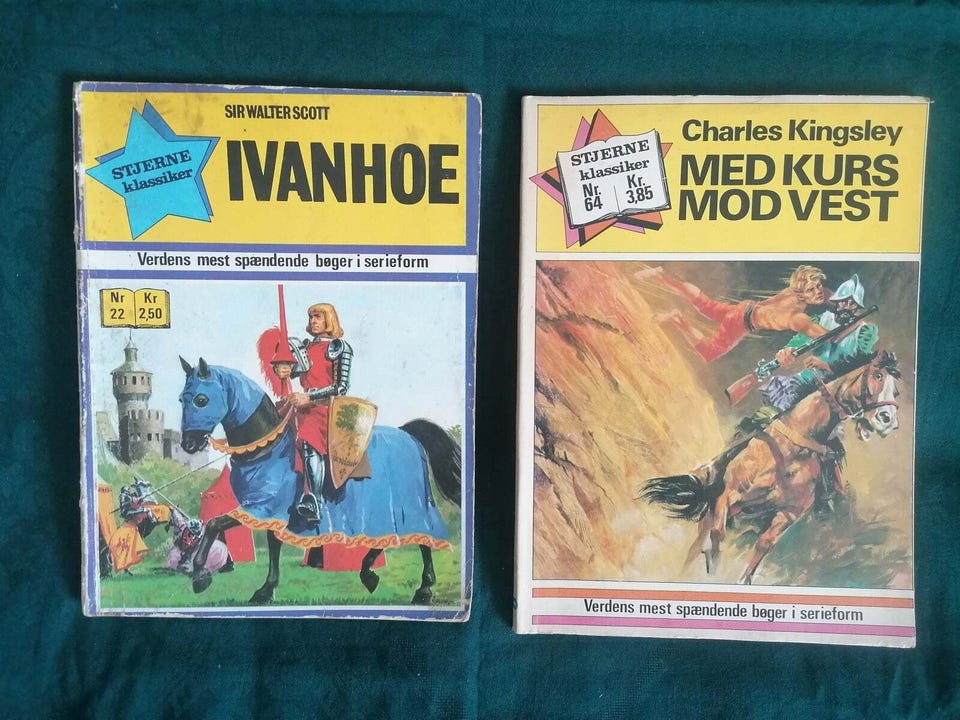 SIR WALTER SCOTT
IVANHOE
STJERNE
klassiker
Verdens mest spændende bøger i serieform
Nr Kr
22 2,50
Charles Kingsley
MED KURS
MOD VEST
STJERNE
klassiker
Nr. Kr.
64 3,85
Verdens mest spændende bøger i serieform